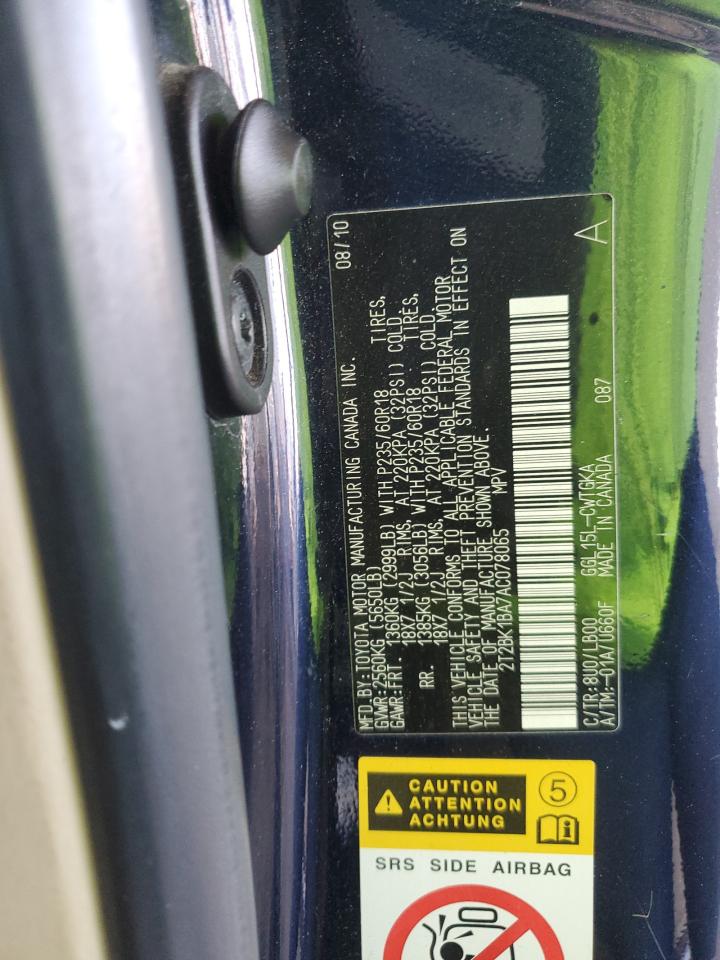 MFD.BY:TOYOTA MOTOR MANUFACTURING CANADA INC. 08/10
GVWR:2560KG (5650LB)
GAWR:FRT. 1360KG (2999LB) WITH P235/60R18 TIRES,
18X7 1/2J RIMS, AT 220KPA (32PSI) COLD.
RR. 1385KG (3056LB) WITH P235/60R18 TIRES,
18X7 1/2J RIMS, AT 220KPA (32PSI) COLD.
THIS VEHICLE CONFORMS TO ALL APPLICABLE FEDERAL MOTOR
VEHICLE SAFETY AND THEFT PREVENTION STANDARDS IN EFFECT ON
THE DATE OF MANUFACTURE SHOWN ABOVE.
2T2BK1BA7AC078065 MPV
C/TR:8U0/LB00 GGL15L-CWTGKA
A/TM:-01A/U660F MADE IN CANADA 087
A
CAUTION
ATTENTION
ACHTUNG
5
i
SRS SIDE AIRBAG